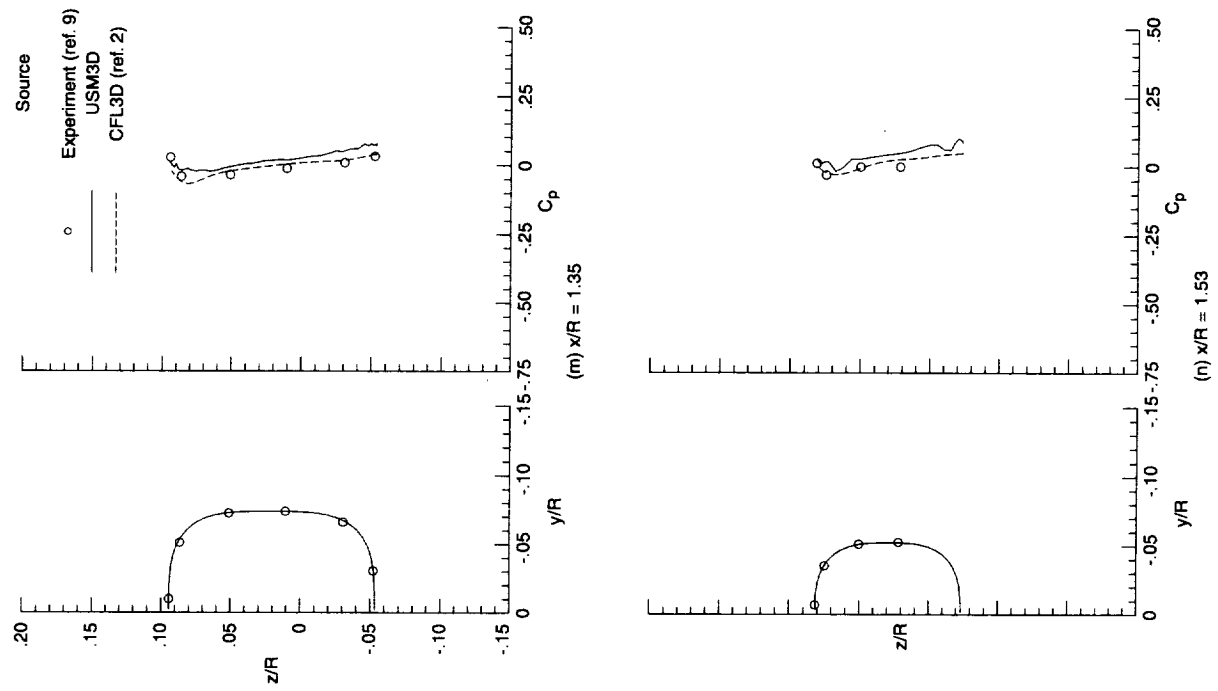 Source
Experiment (ref. 9)
USM3D
CFL3D (ref. 2)
.20
.15
.10
.05
0
-.05
-.10
-.15
z/R
0
-.05
-.10
-.15
y/R
-.75
-.50
-.25
0
.25
.50
Cp
(m) x/R = 1.35
z/R
0
-.05
-.10
-.15
y/R
-.75
-.50
-.25
0
.25
.50
Cp
(n) x/R = 1.53